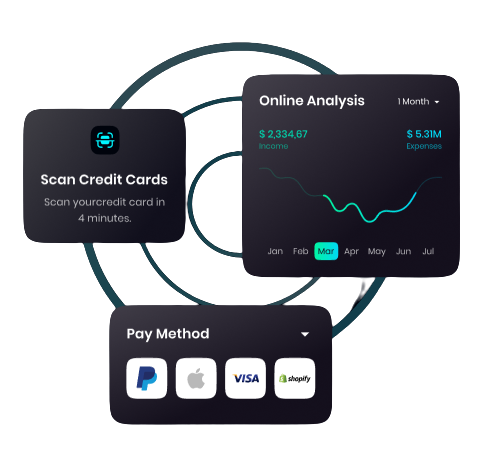 Online Analysis
1 Month
$ 2,334,67
$ 5.31M
Income
Expenses
Jan Feb Mar Apr May Jun Jul
Scan Credit Cards
Scan yourcredit card in
4 minutes.
Pay Method
VISA
shopify